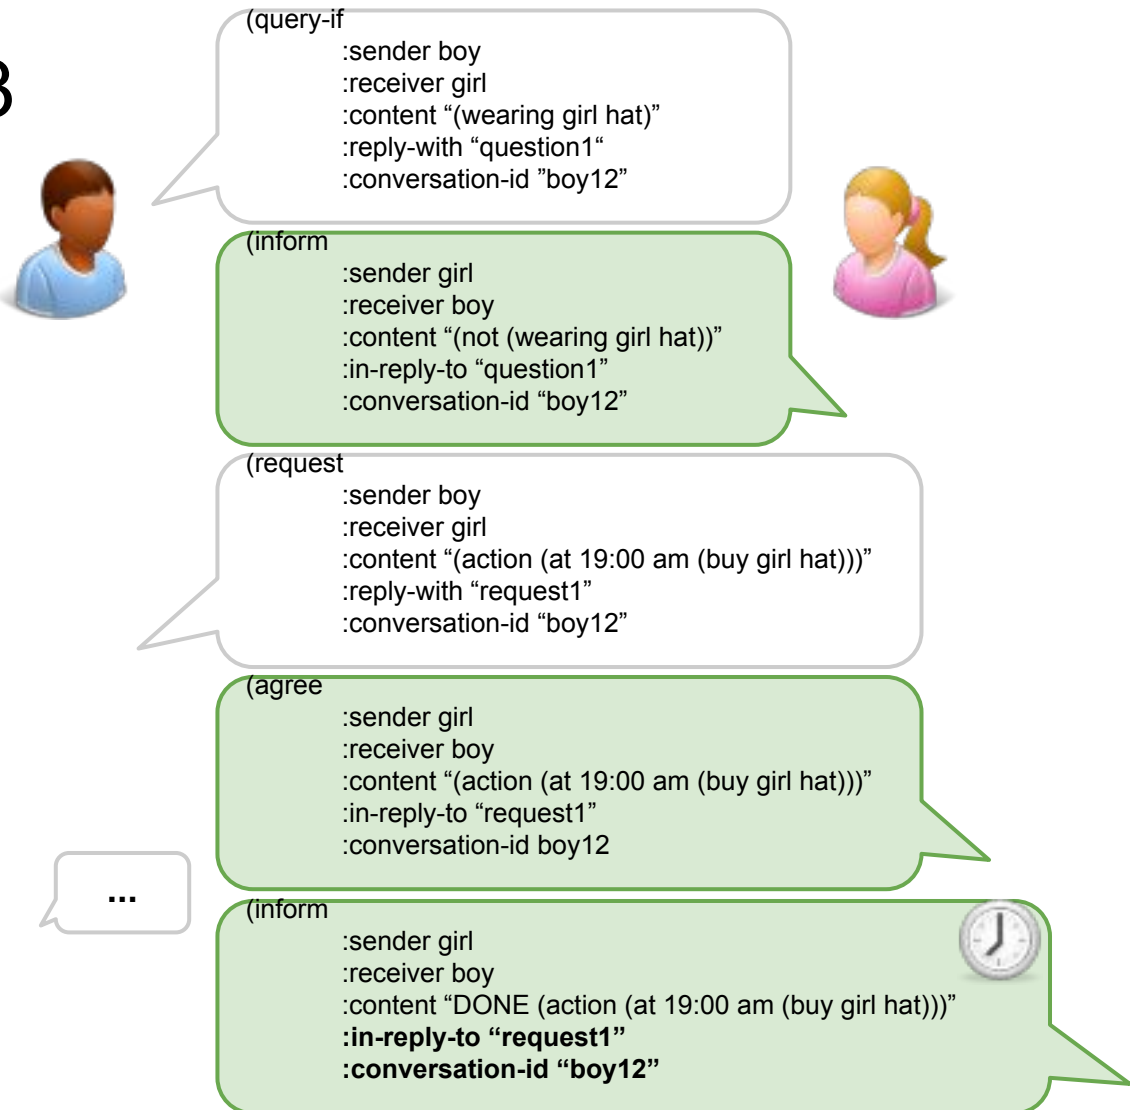 3
(query-if
:sender boy
:receiver girl
:content “(wearing girl hat)”
:reply-with “question1“
:conversation-id ”boy12”
(inform
:sender girl
:receiver boy
:content “(not (wearing girl hat))”
:in-reply-to “question1”
:conversation-id “boy12”
(request
:sender boy
:receiver girl
:content “(action (at 19:00 am (buy girl hat)))”
:reply-with “request1”
:conversation-id “boy12”
(agree
:sender girl
:receiver boy
:content “(action (at 19:00 am (buy girl hat)))”
:in-reply-to “request1”
:conversation-id boy12
...
(inform
:sender girl
:receiver boy
:content “DONE (action (at 19:00 am (buy girl hat)))”
:in-reply-to “request1”
:conversation-id “boy12”